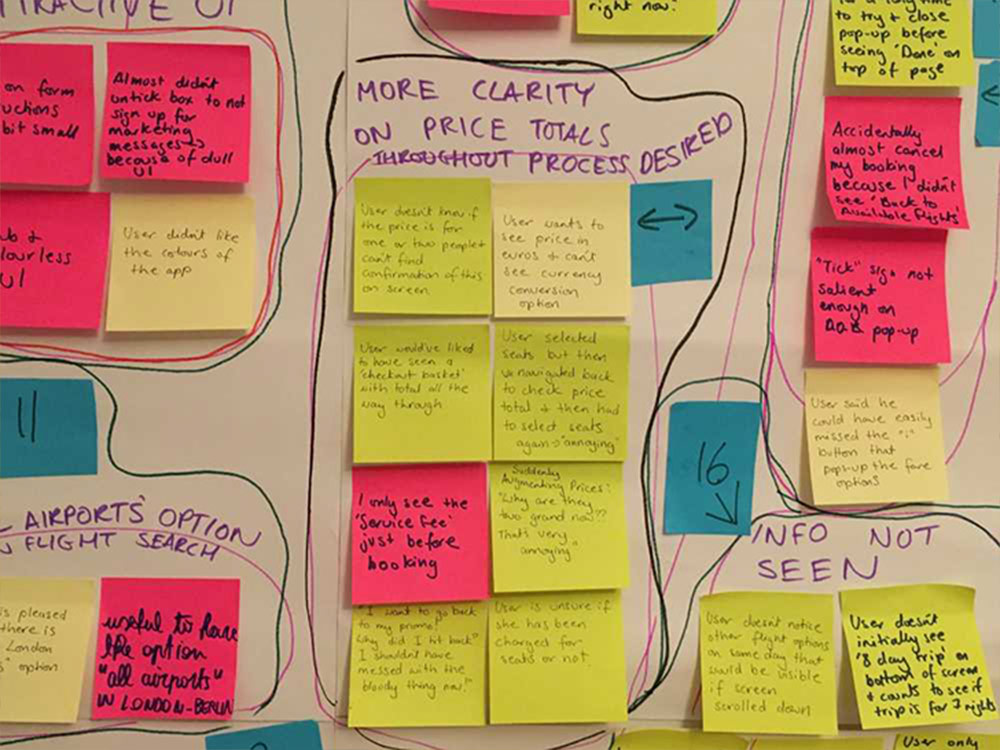 RACTIVE UI
right now."
to try + close
pop-up before
seeing 'Done' on
top of page
on form
uctions
bit small
Almost didn't
untick box to not
sign up for
marketing
messages →
because of dull
UI
lourless
UI
User didn't like
the colours of
the app
MORE CLARITY
ON PRICE TOTALS
THROUGHOUT PROCESS DESIRED
User doesn't know if
the price is for
one or two people +
can't find
confirmation of this
on screen
User wants to
see price in
euros + can't
see currency
conversion
option
↔
User would've liked
to have seen a
'checkout basket'
with total all the
way through
User selected
seats but then
navigated back
to check price
total + then had
to select seats
again → "annoying"
I only see the
'Service Fee'
just before
booking
Suddenly
Augmenting Prices:
"Why are they
two grand now??
That's very
annoying"
"I want to go back
to my promo!
Why did I hit back?
I shouldn't have
messed with the
bloody thing now!"
User is unsure if
she has been
charged for
seats or not.
Accidentally
almost cancel
my booking
because I didn't
see 'Back to
Available flights'
"Tick" sign not
salient
enough on
pop-up
User said he
could have easily
missed the "i"
button that
pops-up the fare
options
11
16
↓
AIRPORTS' OPTION
FLIGHT SEARCH
is pleased
there is
London
option
useful to have
the option
"all airports"
IN LONDON-BERLIN
INFO NOT
SEEN
User doesn't notice
other flight options
on same day that
would be visible
if screen
scrolled down
User doesn't
initially see
'8 day trip' on
bottom of screen
+ counts to see if
trip is for 7 nights
User only